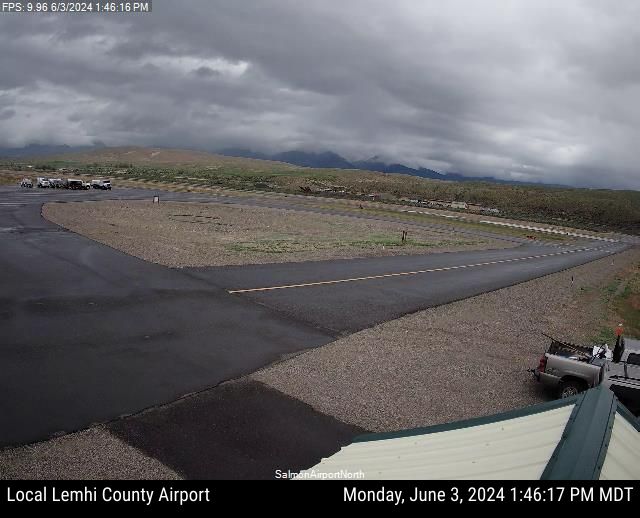 FPS: 9.96 6/3/2024 1:46:16 PM
SalmonAirportNorth
Local Lemhi County Airport
Monday, June 3, 2024 1:46:17 PM MDT